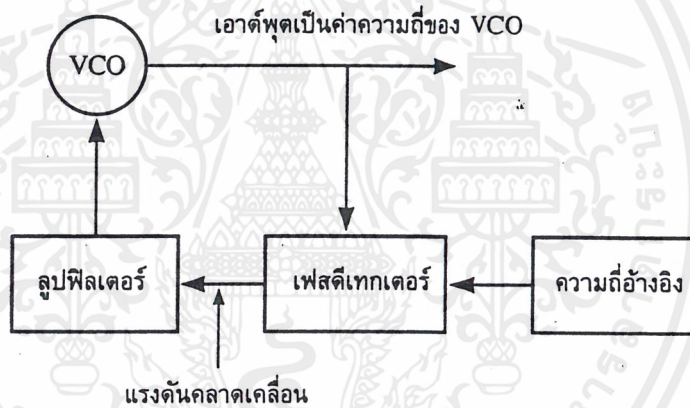 เอาต์พุตเป็นค่าความถี่ของ VCO
VCO
ลูปฟิลเตอร์
เฟสดีเทกเตอร์
ความถี่อ้างอิง
แรงดันคลาดเคลื่อน